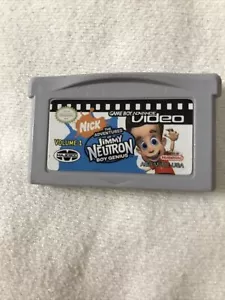 GAME BOY ADVANCE
Video
NICK
THE ADVENTURES OF
JIMMY
NEUTRON
BOY GENIUS
VOLUME 1